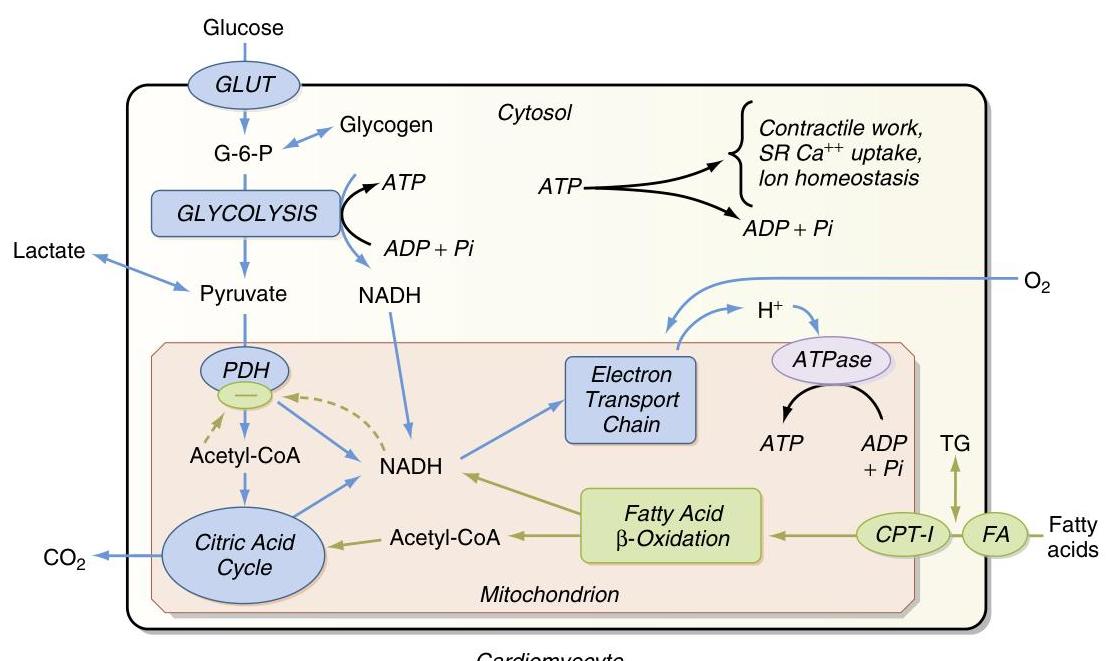 Glucose
GLUT
Cytosol
Glycogen
G-6-P
Contractile work,
SR Ca++ uptake,
Ion homeostasis
ATP
ATP
GLYCOLYSIS
ADP + Pi
ADP + Pi
Lactate
Pyruvate
NADH
O2
H+
PDH
—
ATPase
Electron
Transport
Chain
ATP
ADP
+ Pi
TG
Acetyl-CoA
NADH
Fatty Acid
β-Oxidation
CPT-I
FA
Fatty
acids
Acetyl-CoA
Citric Acid
Cycle
CO2
Mitochondrion
Cardiomyocyte